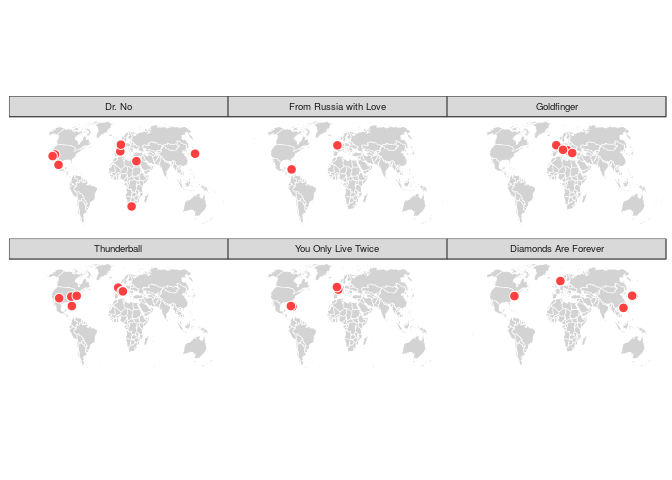 Dr. No
From Russia with Love
Goldfinger
Thunderball
You Only Live Twice
Diamonds Are Forever